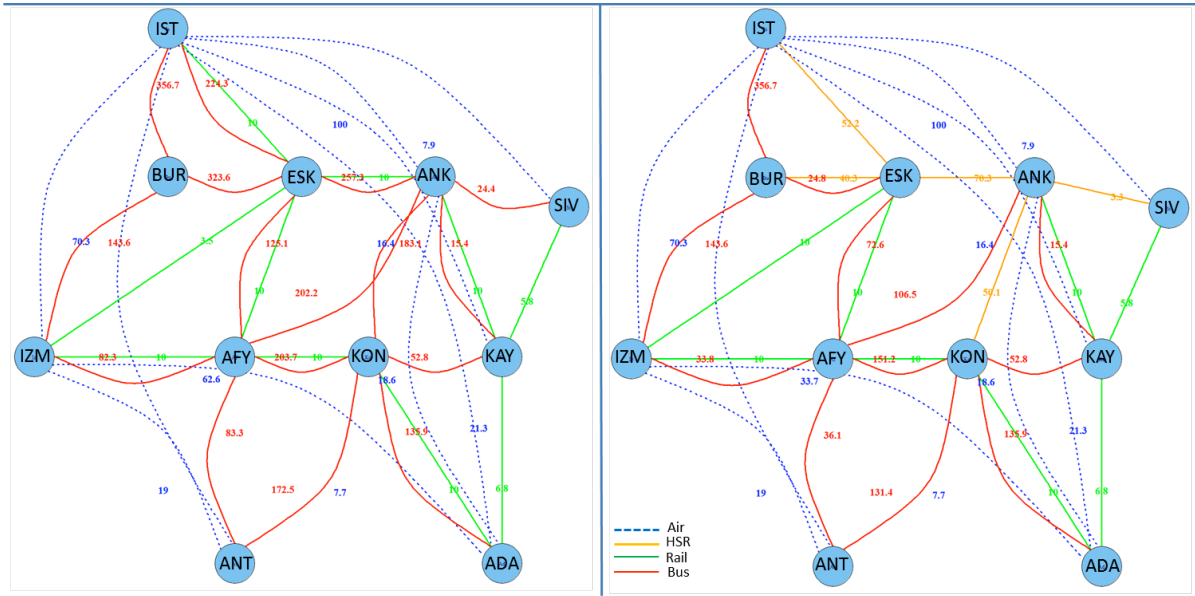 IST
356.7
224.3
10
100
7.9
BUR
323.6
ESK
257.3
10
ANK
24.4
SIV
70.3
143.6
3.5
125.1
16.4
183.1
15.4
10
202.2
10
5.8
IZM
82.3
10
AFY
203.7
10
KON
52.8
KAY
62.6
18.6
83.3
135.9
21.3
19
172.5
7.7
10
6.8
ANT
ADA
IST
356.7
52.2
100
7.9
BUR
24.8
40.3
ESK
70.3
ANK
3.3
SIV
70.3
143.6
10
72.6
16.4
15.4
10
106.5
50.1
10
5.8
IZM
33.8
10
AFY
151.2
10
KON
52.8
KAY
33.7
18.6
36.1
135.9
21.3
19
131.4
7.7
10
6.8
Air
HSR
Rail
Bus
ANT
ADA